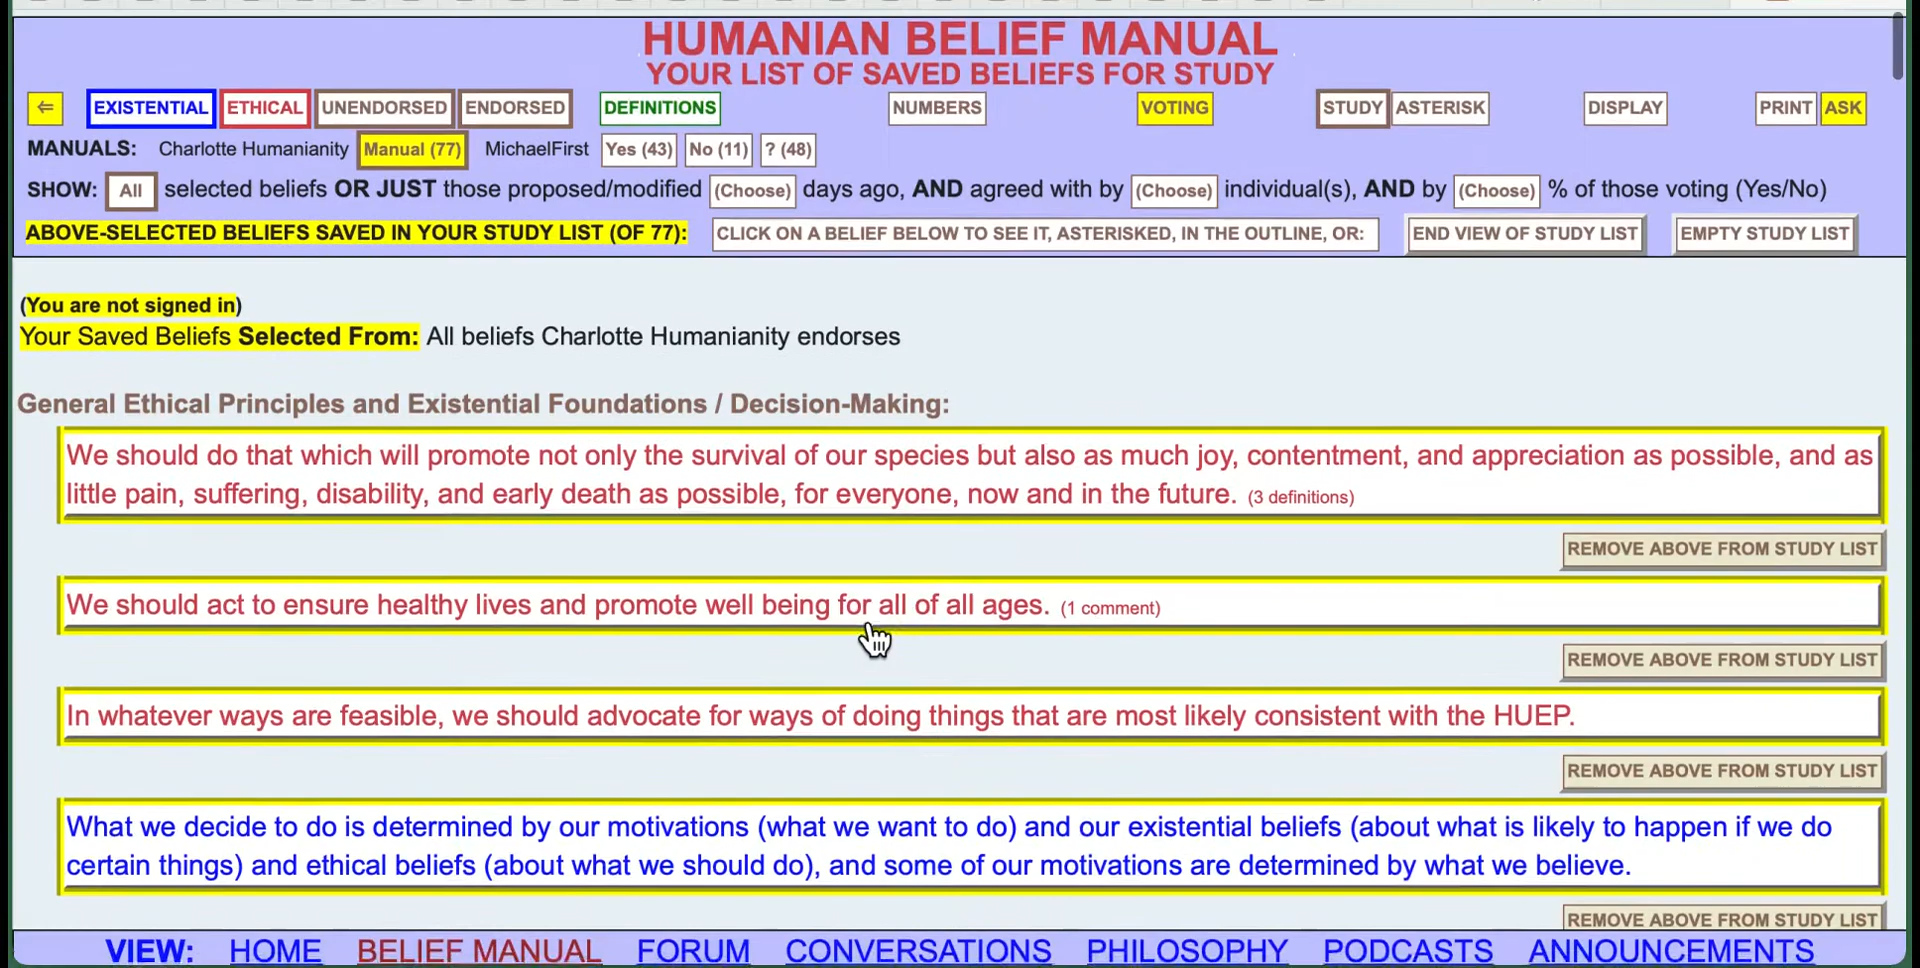 HUMANIAN BELIEF MANUAL
YOUR LIST OF SAVED BELIEFS FOR STUDY
⇐ EXISTENTIAL ETHICAL UNENDORSED ENDORSED DEFINITIONS NUMBERS VOTING STUDY ASTERISK DISPLAY PRINT ASK
MANUALS: Charlotte Humanianity Manual (77) MichaelFirst Yes (43) No (11) ? (48)
SHOW: All selected beliefs OR JUST those proposed/modified (Choose) days ago, AND agreed with by (Choose) individual(s), AND by (Choose) % of those voting (Yes/No)
ABOVE-SELECTED BELIEFS SAVED IN YOUR STUDY LIST (OF 77): CLICK ON A BELIEF BELOW TO SEE IT, ASTERISKED, IN THE OUTLINE, OR: END VIEW OF STUDY LIST EMPTY STUDY LIST
(You are not signed in)
Your Saved Beliefs Selected From: All beliefs Charlotte Humanianity endorses
General Ethical Principles and Existential Foundations / Decision-Making:
We should do that which will promote not only the survival of our species but also as much joy, contentment, and appreciation as possible, and as
little pain, suffering, disability, and early death as possible, for everyone, now and in the future. (3 definitions)
REMOVE ABOVE FROM STUDY LIST
We should act to ensure healthy lives and promote well being for all of all ages. (1 comment)
REMOVE ABOVE FROM STUDY LIST
In whatever ways are feasible, we should advocate for ways of doing things that are most likely consistent with the HUEP.
REMOVE ABOVE FROM STUDY LIST
What we decide to do is determined by our motivations (what we want to do) and our existential beliefs (about what is likely to happen if we do
certain things) and ethical beliefs (about what we should do), and some of our motivations are determined by what we believe.
REMOVE ABOVE FROM STUDY LIST
VIEW: HOME BELIEF MANUAL FORUM CONVERSATIONS PHILOSOPHY PODCASTS ANNOUNCEMENTS